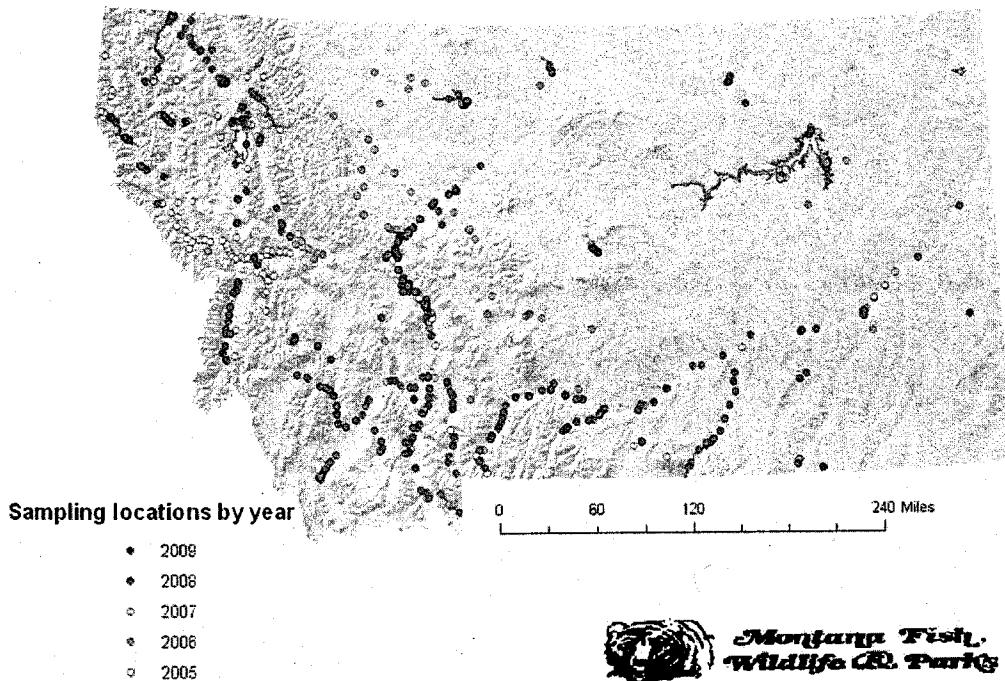 Sampling locations by year
2009
2008
2007
2006
2005
0 60 120 240 Miles
Montana Fish,
Wildlife & Parks